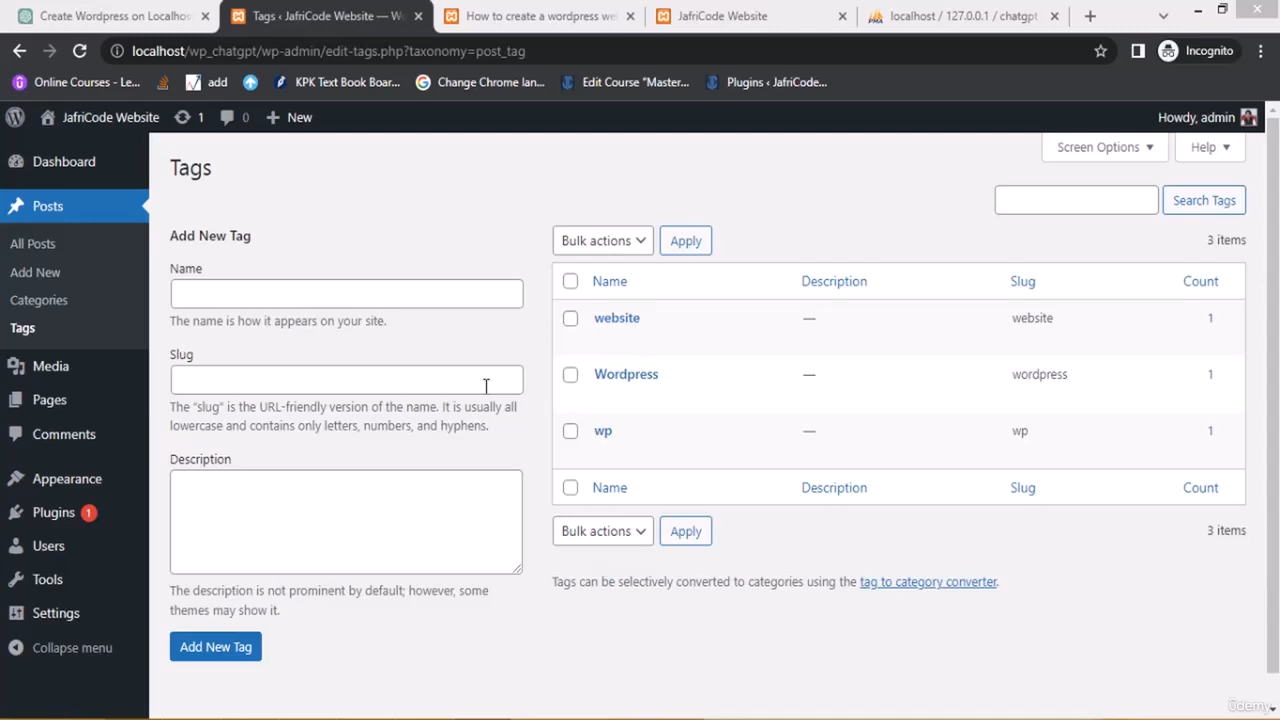 Create Wordpress on Localhos
Tags ‹ JafriCode Website — W
How to create a wordpress we
JafriCode Website
localhost / 127.0.0.1 / chatgpt
localhost/wp_chatgpt/wp-admin/edit-tags.php?taxonomy=post_tag
Incognito
Online Courses - Le...
add
KPK Text Book Boar...
Change Chrome lan...
Edit Course "Master...
Plugins ‹ JafriCode...
JafriCode Website
1
0
New
Howdy, admin
Dashboard
Posts
All Posts
Add New
Categories
Tags
Media
Pages
Comments
Appearance
Plugins 1
Users
Tools
Settings
Collapse menu
Tags
Screen Options
Help
Search Tags
Add New Tag
Name
The name is how it appears on your site.
Slug
The “slug” is the URL-friendly version of the name. It is usually all
lowercase and contains only letters, numbers, and hyphens.
Description
The description is not prominent by default; however, some
themes may show it.
Add New Tag
Bulk actions
Apply
3 items
Name Description Slug Count
website — website 1
Wordpress — wordpress 1
wp — wp 1
Name Description Slug Count
Bulk actions
Apply
3 items
Tags can be selectively converted to categories using the tag to category converter.
ûdemy